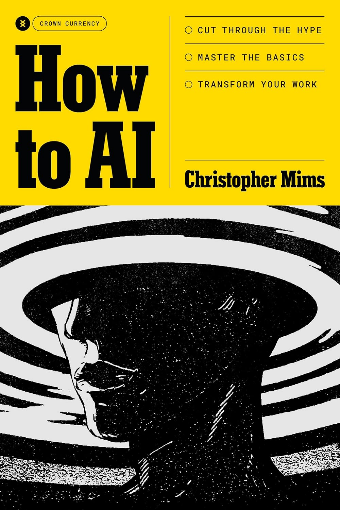 CROWN CURRENCY
How
to AI
CUT THROUGH THE HYPE
MASTER THE BASICS
TRANSFORM YOUR WORK
Christopher Mims